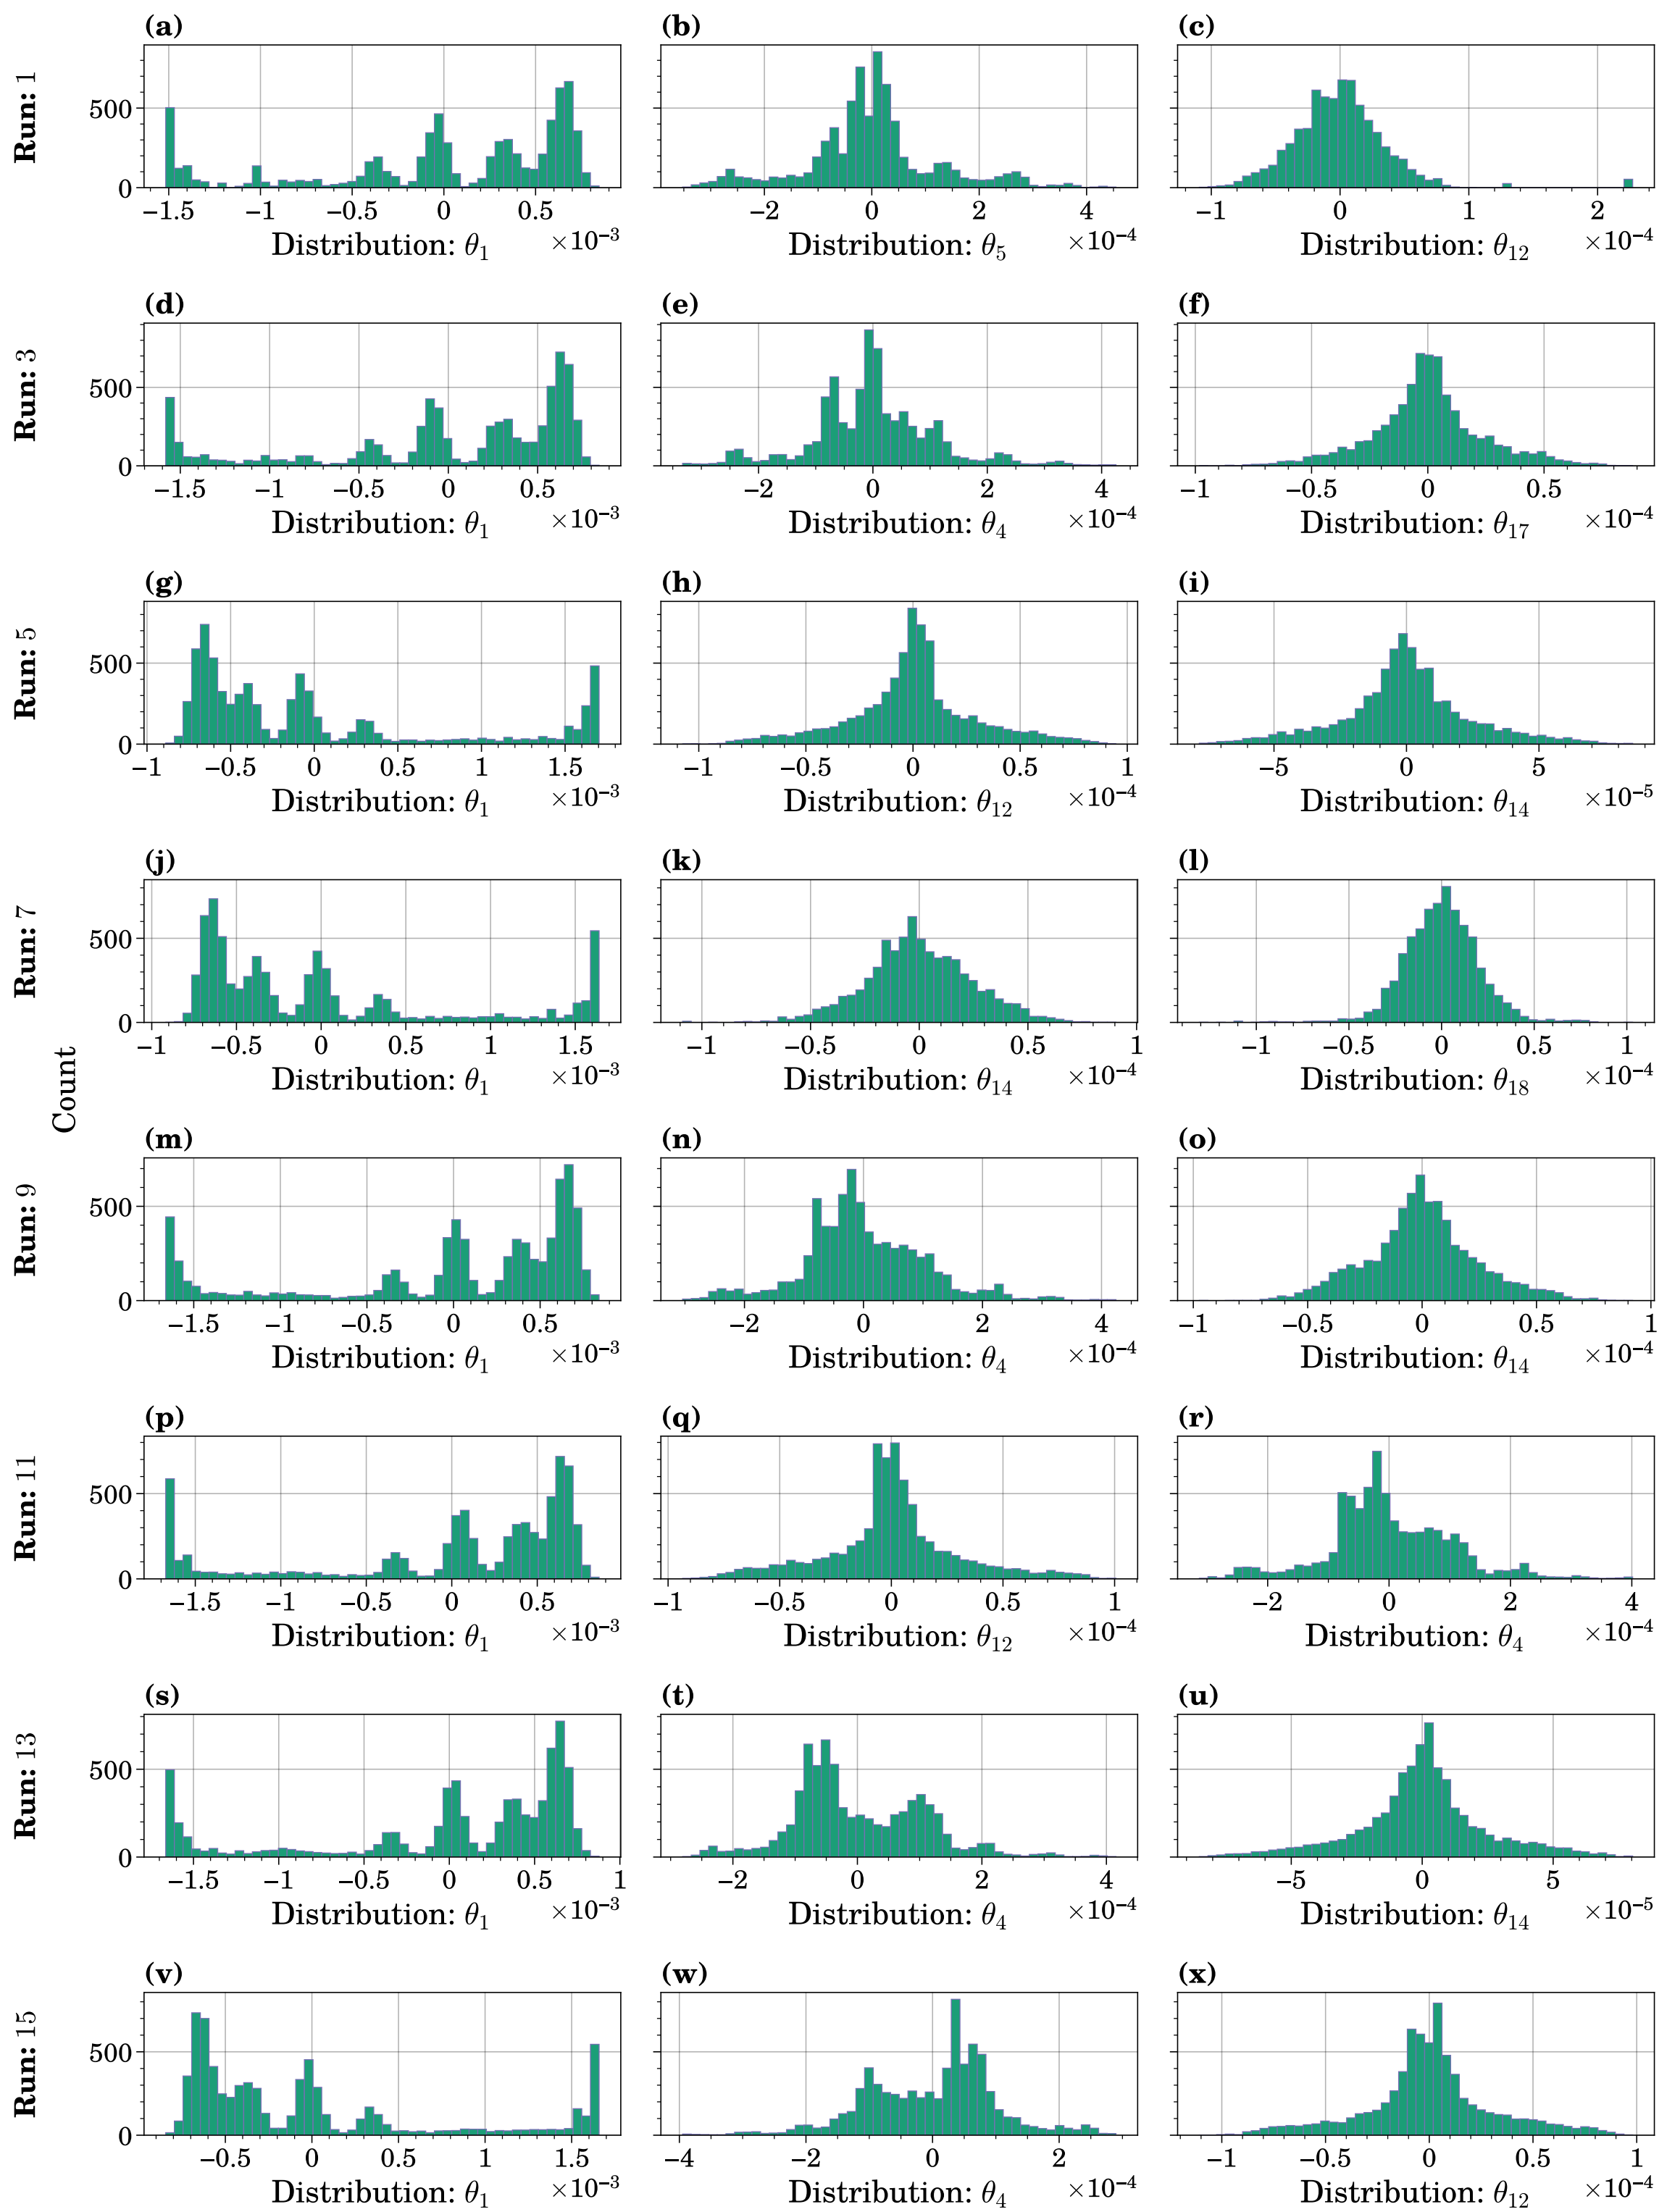 (a) (b) (c)
Run: 1
500
0
−1.5 −1 −0.5 0 0.5 −2 0 2 4 −1 0 1 2
Distribution: θ1 ×10−3 Distribution: θ5 ×10−4 Distribution: θ12 ×10−4
(d) (e) (f)
Run: 3
500
0
−1.5 −1 −0.5 0 0.5 −2 0 2 4 −1 −0.5 0 0.5
Distribution: θ1 ×10−3 Distribution: θ4 ×10−4 Distribution: θ17 ×10−4
(g) (h) (i)
Run: 5
500
0
−1 −0.5 0 0.5 1 1.5 −1 −0.5 0 0.5 1 −5 0 5
Distribution: θ1 ×10−3 Distribution: θ12 ×10−4 Distribution: θ14 ×10−5
(j) (k) (l)
Run: 7
500
0
−1 −0.5 0 0.5 1 1.5 −1 −0.5 0 0.5 1 −1 −0.5 0 0.5 1
Distribution: θ1 ×10−3 Distribution: θ14 ×10−4 Distribution: θ18 ×10−4
Count
(m) (n) (o)
Run: 9
500
0
−1.5 −1 −0.5 0 0.5 −2 0 2 4 −1 −0.5 0 0.5 1
Distribution: θ1 ×10−3 Distribution: θ4 ×10−4 Distribution: θ14 ×10−4
(p) (q) (r)
Run: 11
500
0
−1.5 −1 −0.5 0 0.5 −1 −0.5 0 0.5 1 −2 0 2 4
Distribution: θ1 ×10−3 Distribution: θ12 ×10−4 Distribution: θ4 ×10−4
(s) (t) (u)
Run: 13
500
0
−1.5 −1 −0.5 0 0.5 1 −2 0 2 4 −5 0 5
Distribution: θ1 ×10−3 Distribution: θ4 ×10−4 Distribution: θ14 ×10−5
(v) (w) (x)
Run: 15
500
0
−0.5 0 0.5 1 1.5 −4 −2 0 2 −1 −0.5 0 0.5 1
Distribution: θ1 ×10−3 Distribution: θ4 ×10−4 Distribution: θ12 ×10−4